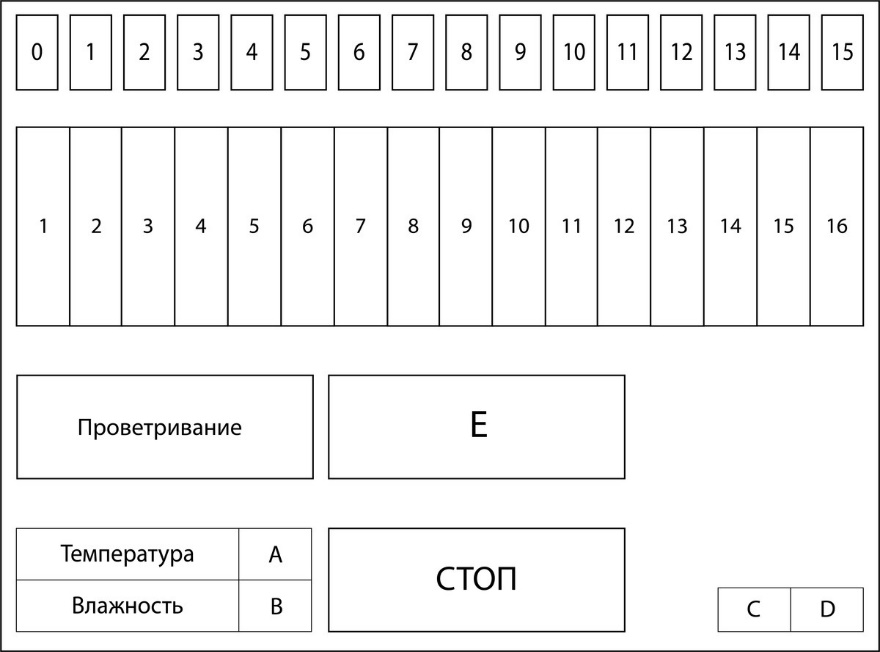 0 1 2 3 4 5 6 7 8 9 10 11 12 13 14 15
1 2 3 4 5 6 7 8 9 10 11 12 13 14 15 16
Проветривание E
Температура A
Влажность B
СТОП
C D